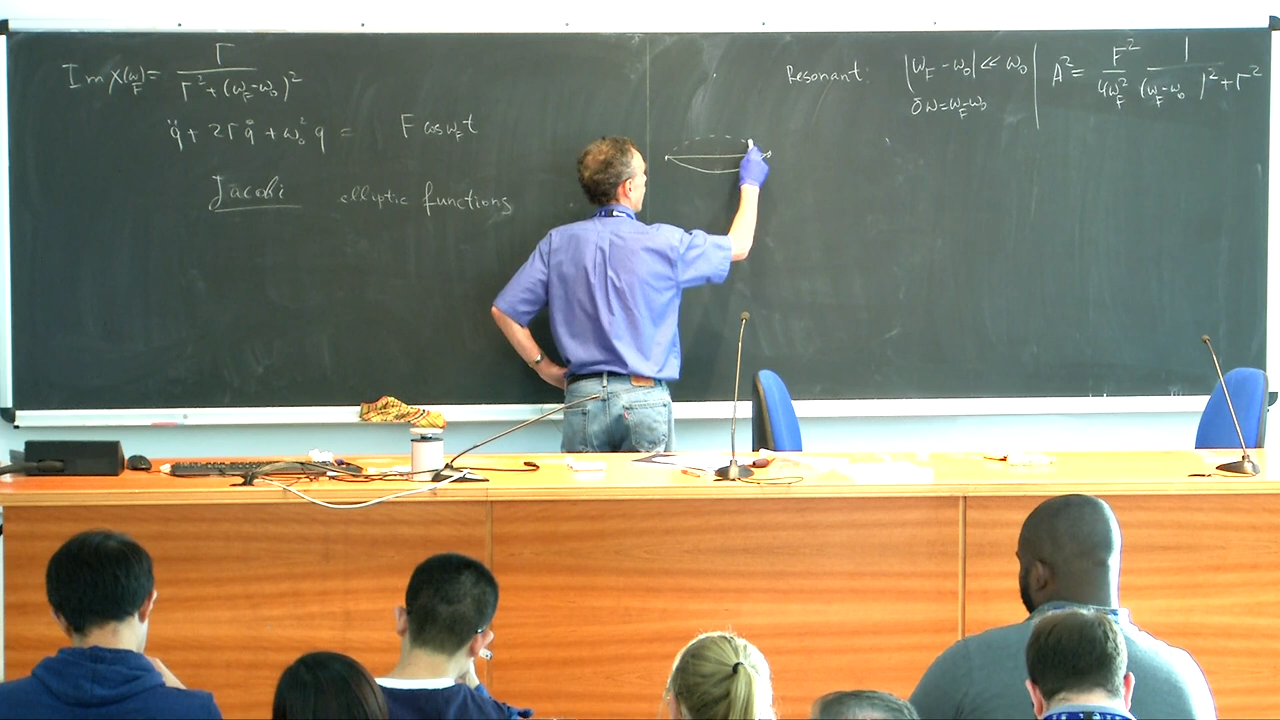 Im χ(ω_F) = Γ / (Γ² + (ω_F - ω_0)²)
q̈ + 2Γq̇ + ω_0² q = F cos ω_F t
Jacobi elliptic functions
Resonant: |ω_F - ω_0| ≪ ω_0
δω = ω_F - ω_0
A² = F² / 4ω_F² 1 / ((ω_F - ω_0)² + Γ²)